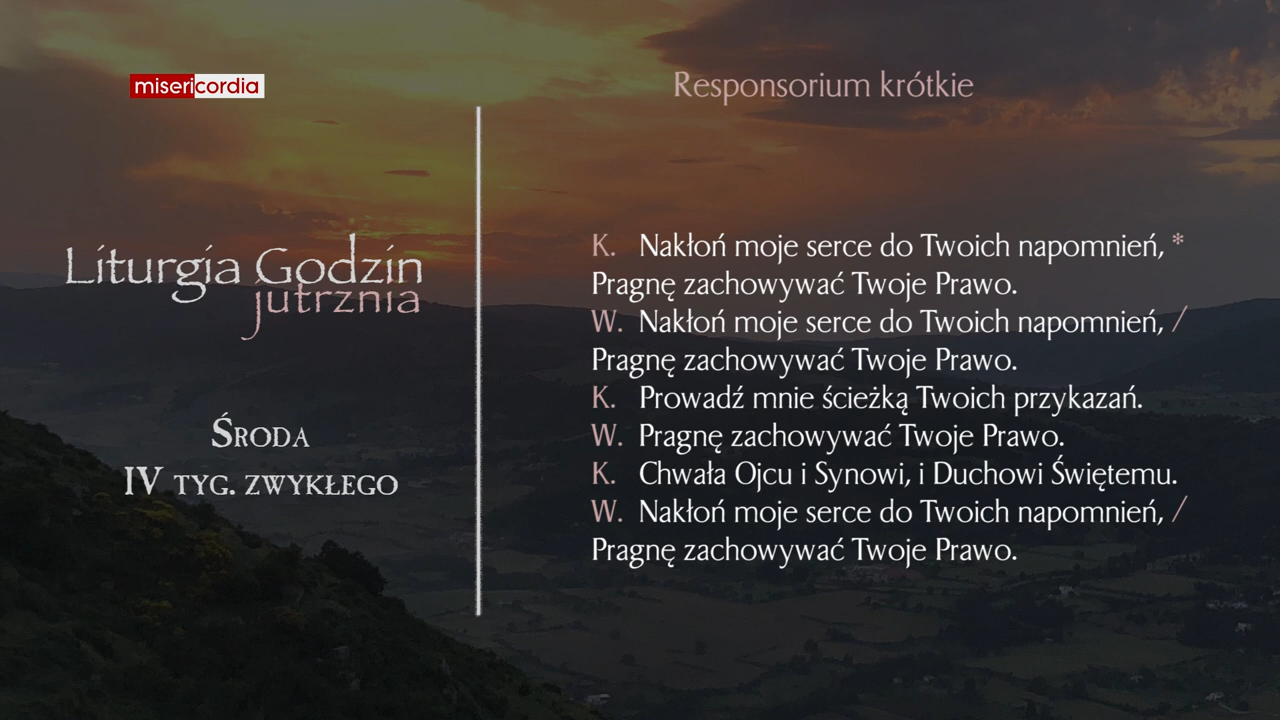 misericordia
Responsorium krótkie
Liturgia Godzin
jutrznia
Środa
IV tyg. zwykłego
K. Nakłoń moje serce do Twoich napomnień, *
Pragnę zachowywać Twoje Prawo.
W. Nakłoń moje serce do Twoich napomnień, /
Pragnę zachowywać Twoje Prawo.
K. Prowadź mnie ścieżką Twoich przykazań.
W. Pragnę zachowywać Twoje Prawo.
K. Chwała Ojcu i Synowi, i Duchowi Świętemu.
W. Nakłoń moje serce do Twoich napomnień, /
Pragnę zachowywać Twoje Prawo.